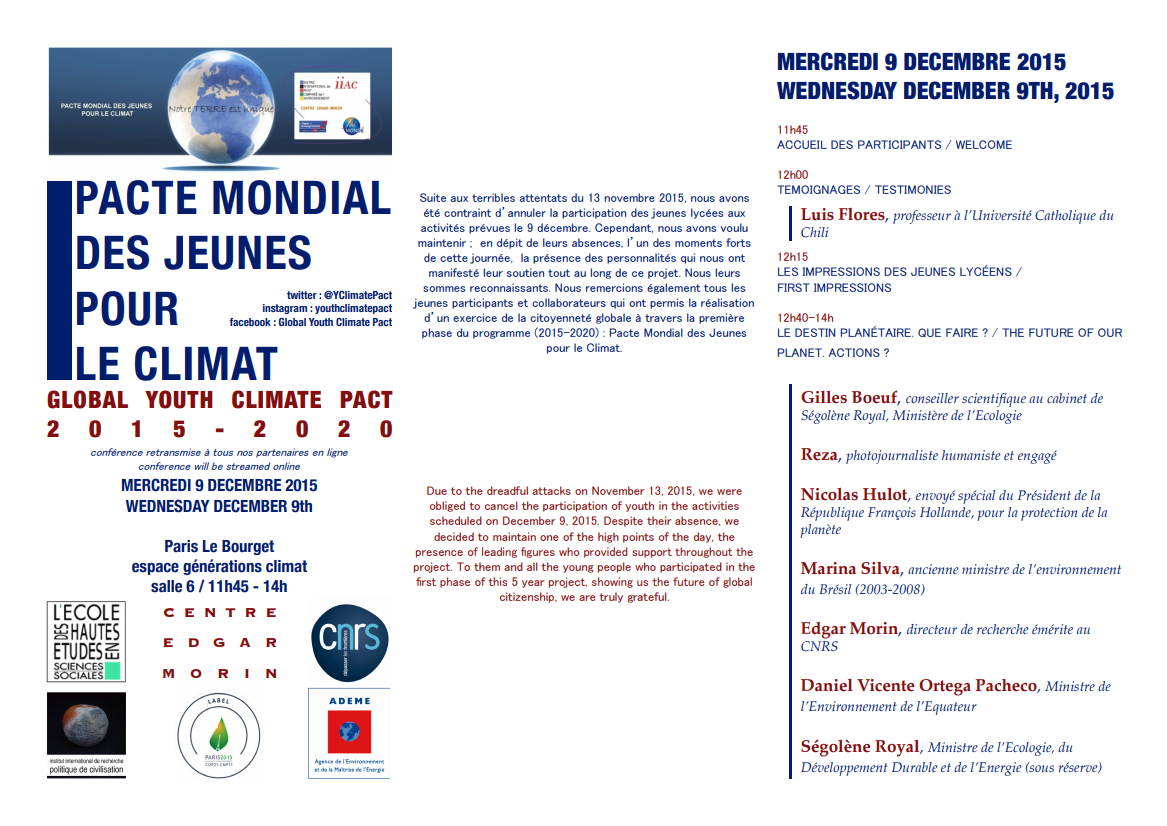 PACTE MONDIAL DES JEUNES
POUR LE CLIMAT
Notre TERRE est unique
iiAC
CENTRE EDGAR-MORIN
PACTE MONDIAL
DES JEUNES
POUR
LE CLIMAT
twitter : @YClimatePact
instagram : youthclimatepact
facebook : Global Youth Climate Pact
GLOBAL YOUTH CLIMATE PACT
2 0 1 5 - 2 0 2 0
conférence retransmise à tous nos partenaires en ligne
conference will be streamed online
MERCREDI 9 DECEMBRE 2015
WEDNESDAY DECEMBER 9th
Paris Le Bourget
espace générations climat
salle 6 / 11h45 - 14h
L'ECOLE
DES HAUTES
ETUDES EN
SCIENCES
SOCIALES
CENTRE
EDGAR
MORIN
cnrs
dépasser les frontières
institut international de recherche
politique de civilisation
LABEL
PARIS2015
COP21·CMP11
ADEME
Agence de l'Environnement
et de la Maîtrise de l'Energie
Suite aux terribles attentats du 13 novembre 2015, nous avons
été contraint d'annuler la participation des jeunes lycées aux
activités prévues le 9 décembre. Cependant, nous avons voulu
maintenir ; en dépit de leurs absences, l'un des moments forts
de cette journée, la présence des personnalités qui nous ont
manifesté leur soutien tout au long de ce projet. Nous leurs
sommes reconnaissants. Nous remercions également tous les
jeunes participants et collaborateurs qui ont permis la réalisation
d'un exercice de la citoyenneté globale à travers la première
phase du programme (2015-2020) : Pacte Mondial des Jeunes
pour le Climat.
Due to the dreadful attacks on November 13, 2015, we were
obliged to cancel the participation of youth in the activities
scheduled on December 9, 2015. Despite their absence, we
decided to maintain one of the high points of the day, the
presence of leading figures who provided support throughout the
project. To them and all the young people who participated in the
first phase of this 5 year project, showing us the future of global
citizenship, we are truly grateful.
MERCREDI 9 DECEMBRE 2015
WEDNESDAY DECEMBER 9TH, 2015
11h45
ACCUEIL DES PARTICIPANTS / WELCOME
12h00
TEMOIGNAGES / TESTIMONIES
Luis Flores, professeur à l'Université Catholique du
Chili
12h15
LES IMPRESSIONS DES JEUNES LYCÉENS /
FIRST IMPRESSIONS
12h40-14h
LE DESTIN PLANÉTAIRE. QUE FAIRE ? / THE FUTURE OF OUR
PLANET. ACTIONS ?
Gilles Boeuf, conseiller scientifique au cabinet de
Ségolène Royal, Ministère de l'Ecologie
Reza, photojournaliste humaniste et engagé
Nicolas Hulot, envoyé spécial du Président de la
République François Hollande, pour la protection de la
planète
Marina Silva, ancienne ministre de l'environnement
du Brésil (2003-2008)
Edgar Morin, directeur de recherche émérite au
CNRS
Daniel Vicente Ortega Pacheco, Ministre de
l'Environnement de l'Equateur
Ségolène Royal, Ministre de l'Ecologie, du
Développement Durable et de l'Energie (sous réserve)